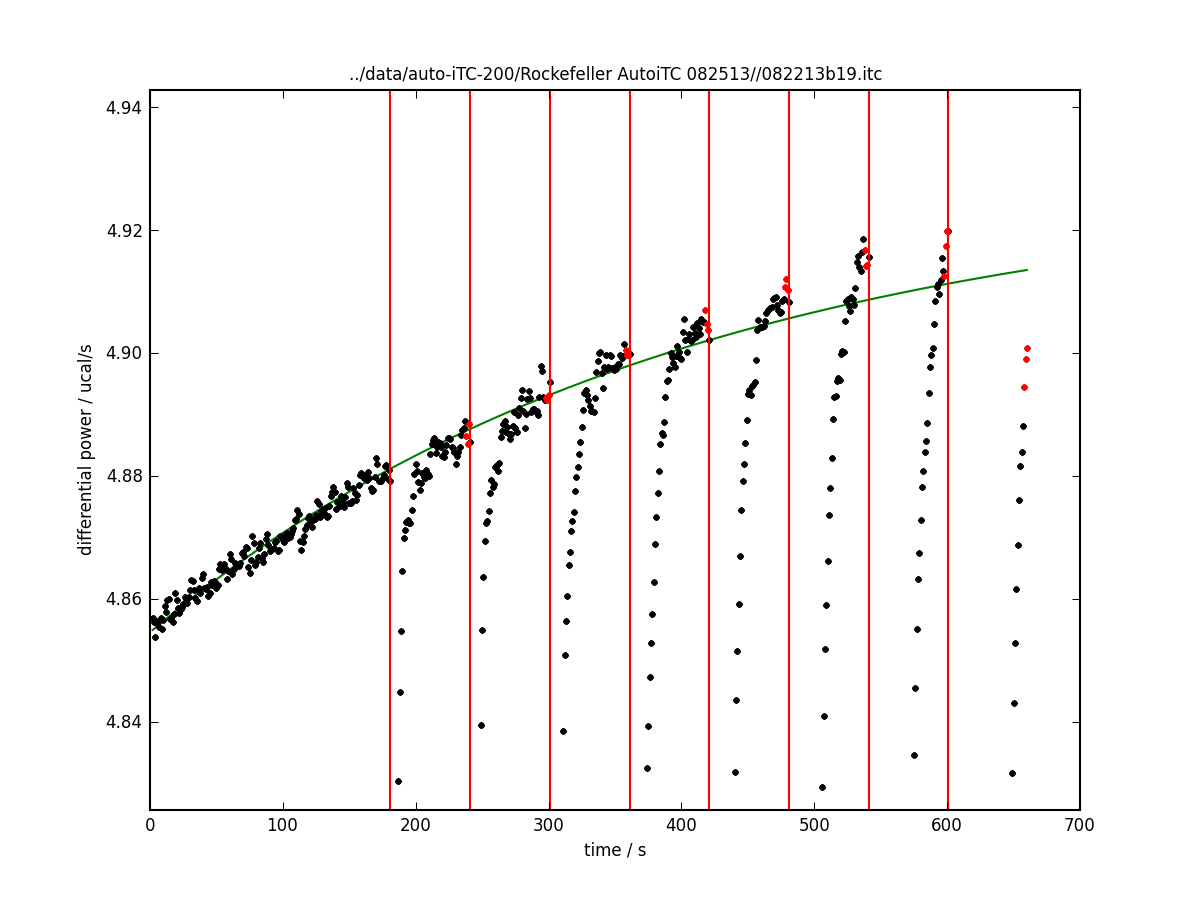 ../data/auto-iTC-200/Rockefeller AutoiTC 082513//082213b19.itc
4.94
4.92
4.90
4.88
4.86
4.84
differential power / ucal/s
0 100 200 300 400 500 600 700
time / s